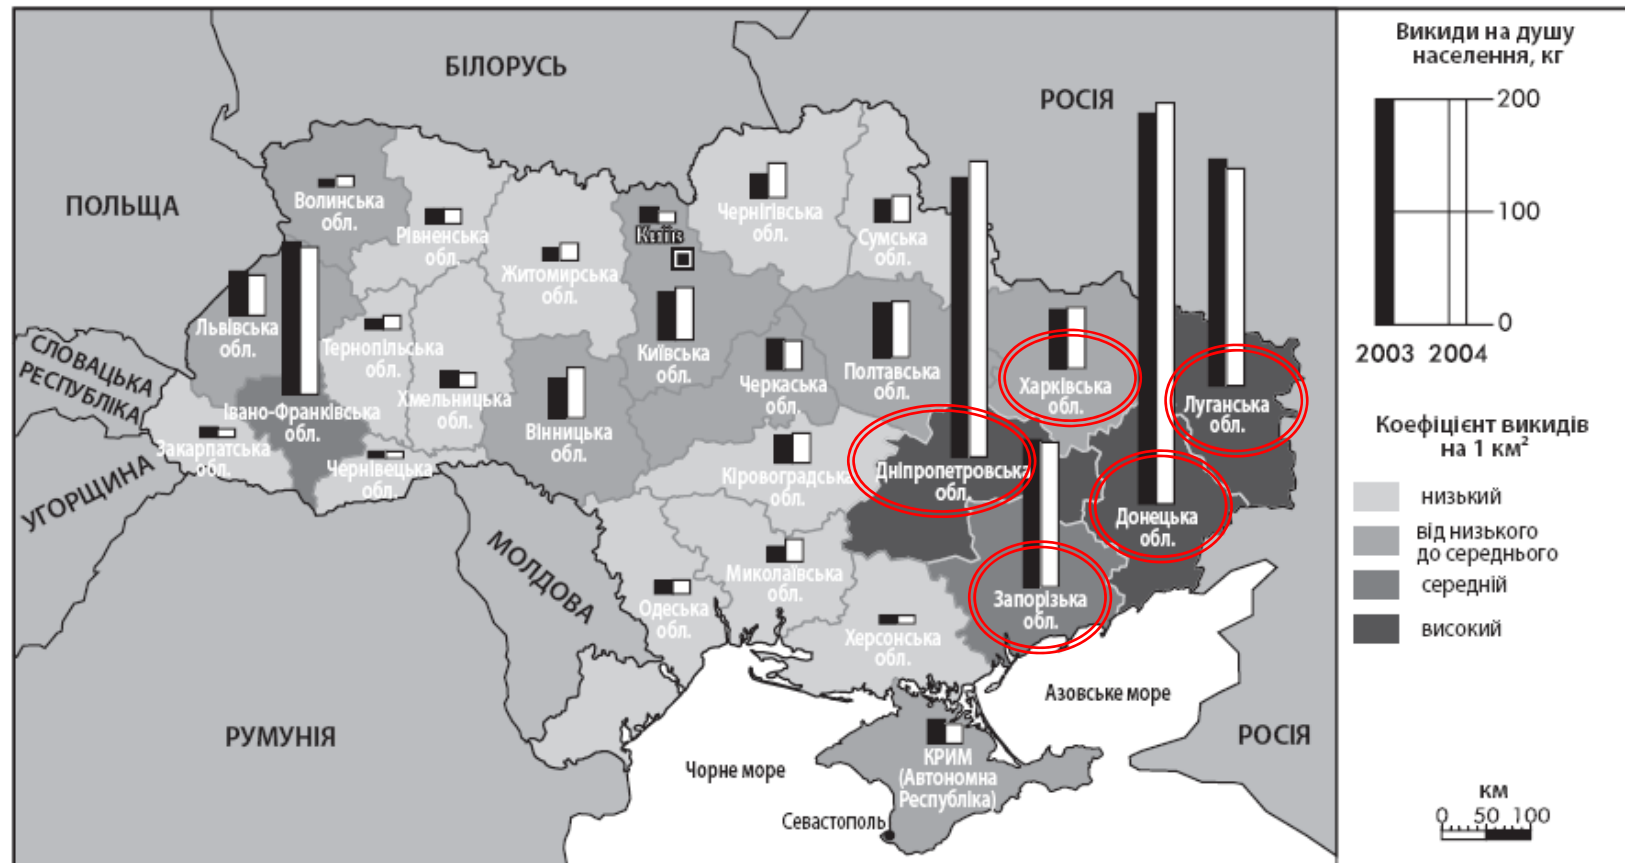 БІЛОРУСЬ
РОСІЯ
ПОЛЬЩА
СЛОВАЦЬКА
РЕСПУБЛІКА
УГОРЩИНА
РУМУНІЯ
МОЛДОВА
РОСІЯ
Волинська
обл.
Рівненська
обл.
Житомирська
обл.
Київ
Київська
обл.
Чернігівська
обл.
Сумська
обл.
Львівська
обл.
Тернопільська
обл.
Хмельницька
обл.
Вінницька
обл.
Черкаська
обл.
Полтавська
обл.
Харківська
обл.
Луганська
обл.
Івано-Франківська
обл.
Закарпатська
обл.
Чернівецька
обл.
Кіровоградська
обл.
Дніпропетровська
обл.
Донецька
обл.
Запорізька
обл.
Миколаївська
обл.
Одеська
обл.
Херсонська
обл.
КРИМ
(Автономна
Республіка)
Севастополь
Чорне море
Азовське море
Викиди на душу
населення, кг
200
100
0
2003 2004
Коефіцієнт викидів
на 1 км²
низький
від низького
до середнього
середній
високий
км
0 50 100